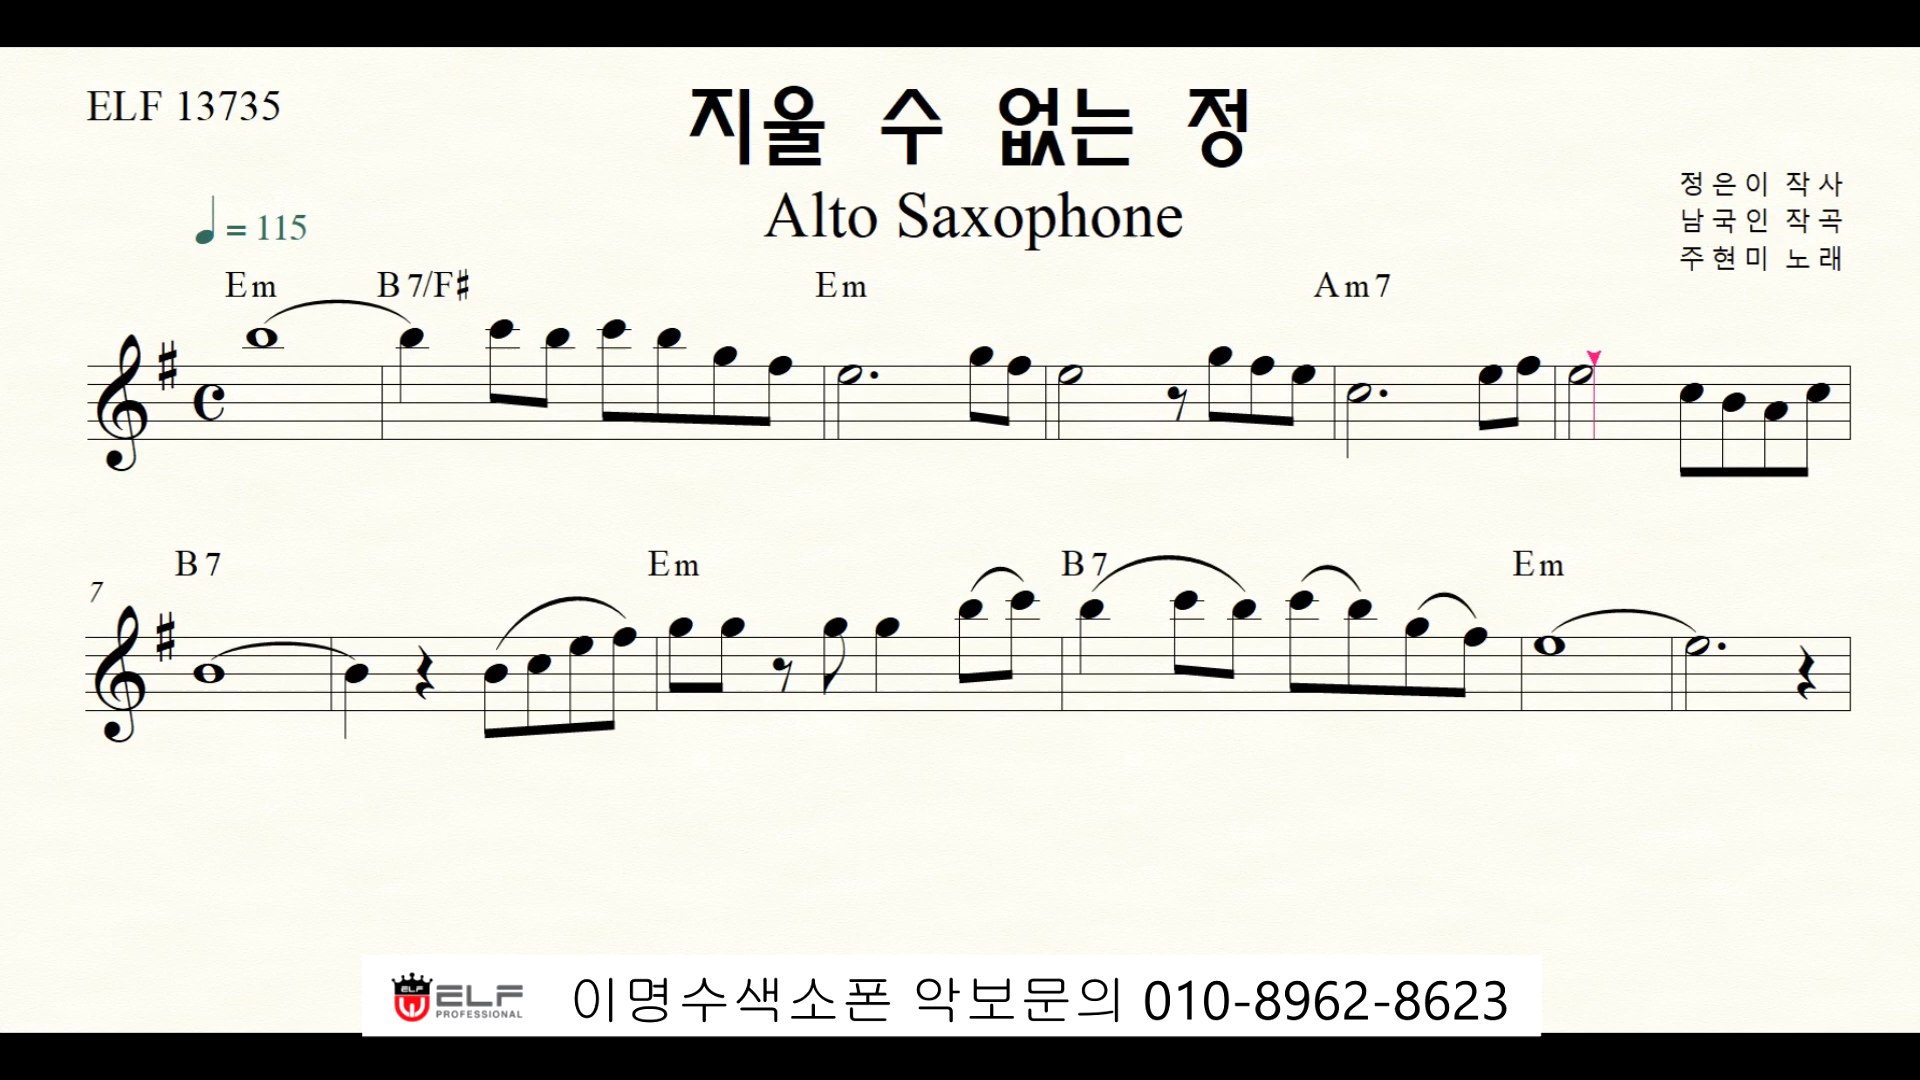 ELF 13735
지울 수 없는 정
Alto Saxophone
정은이 작사
남국인 작곡
주현미 노래
= 115
Em B7/F♯ Em Am7
7 B7 Em B7 Em
ELF
ELF
PROFESSIONAL
이명수색소폰 악보문의 010-8962-8623